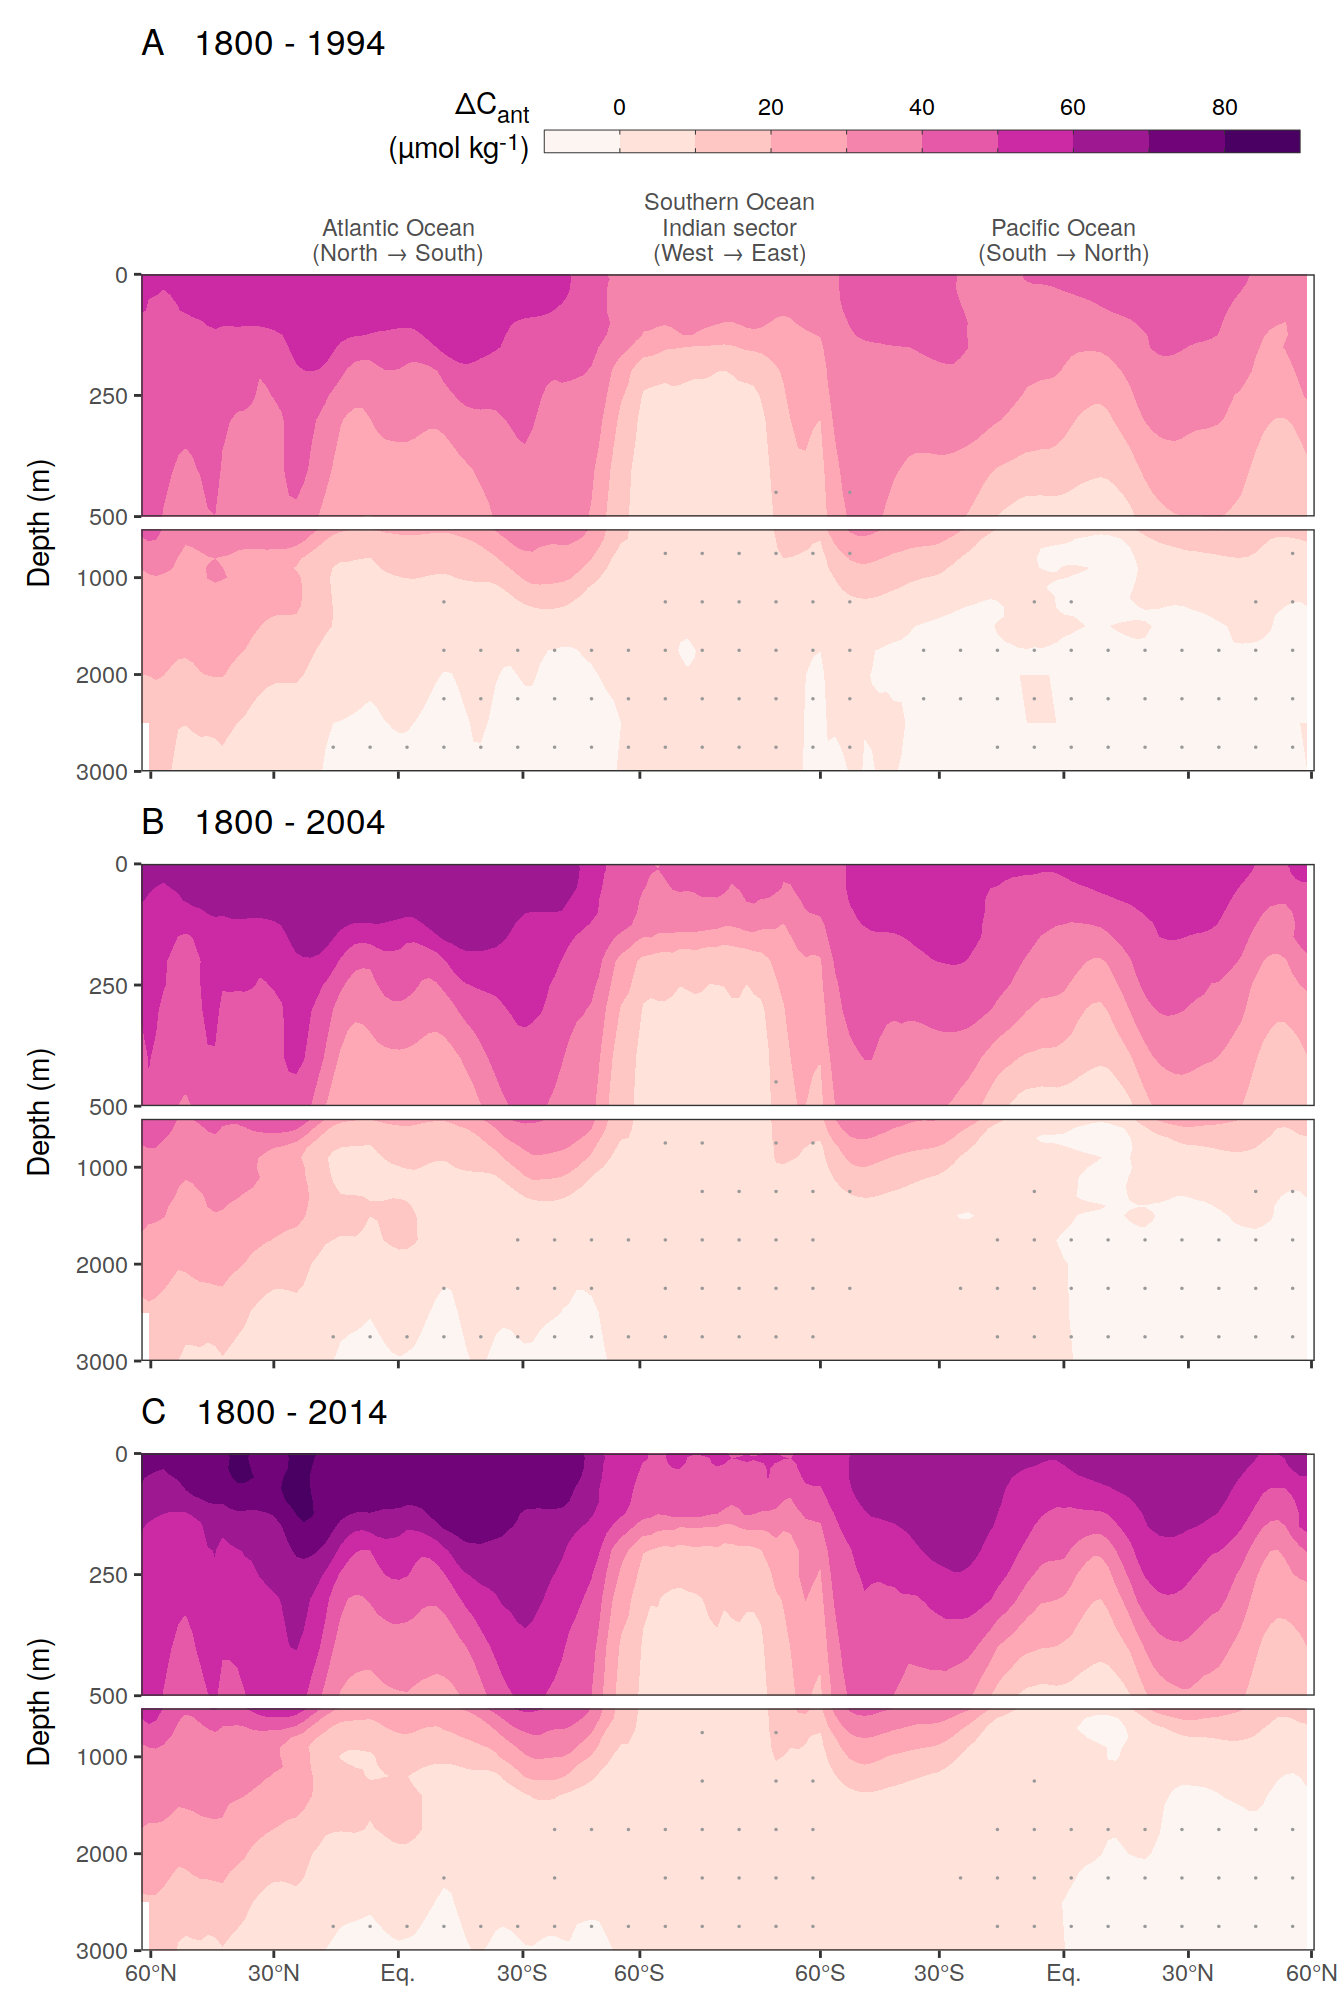 A 1800 - 1994
ΔCant
(μmol kg-1)
0 20 40 60 80
Atlantic Ocean
(North → South)
Southern Ocean
Indian sector
(West → East)
Pacific Ocean
(South → North)
Depth (m)
0
250
500
1000
2000
3000
B 1800 - 2004
Depth (m)
0
250
500
1000
2000
3000
C 1800 - 2014
Depth (m)
0
250
500
1000
2000
3000
60°N 30°N Eq. 30°S 60°S 60°S 30°S Eq. 30°N 60°N